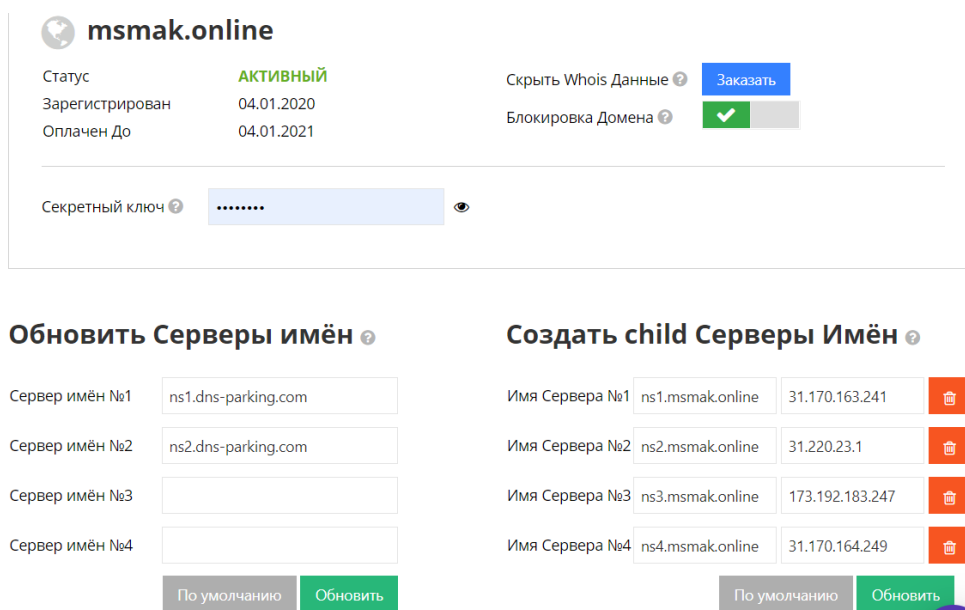 msmak.online
Статус АКТИВНЫЙ
Зарегистрирован 04.01.2020
Оплачен До 04.01.2021
Скрыть Whois Данные ? Заказать
Блокировка Домена ?
Секретный ключ ? ••••••••
Обновить Серверы имён ?
Сервер имён №1 ns1.dns-parking.com
Сервер имён №2 ns2.dns-parking.com
Сервер имён №3
Сервер имён №4
По умолчанию Обновить
Создать child Серверы Имён ?
Имя Сервера №1 ns1.msmak.online 31.170.163.241
Имя Сервера №2 ns2.msmak.online 31.220.23.1
Имя Сервера №3 ns3.msmak.online 173.192.183.247
Имя Сервера №4 ns4.msmak.online 31.170.164.249
По умолчанию Обновить